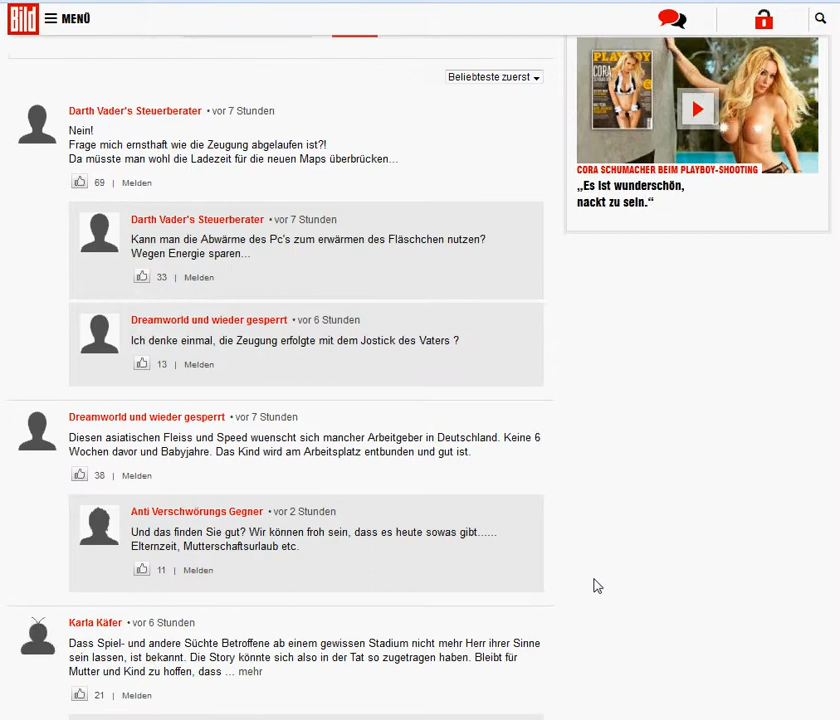 Bild MENÜ
Beliebteste zuerst
Darth Vader's Steuerberater • vor 7 Stunden
Nein!
Frage mich ernsthaft wie die Zeugung abgelaufen ist?!
Da müsste man wohl die Ladezeit für die neuen Maps überbrücken...
69 | Melden
Darth Vader's Steuerberater • vor 7 Stunden
Kann man die Abwärme des Pc's zum erwärmen des Fläschchen nutzen?
Wegen Energie sparen...
33 | Melden
Dreamworld und wieder gesperrt • vor 6 Stunden
Ich denke einmal, die Zeugung erfolgte mit dem Jostick des Vaters ?
13 | Melden
Dreamworld und wieder gesperrt • vor 7 Stunden
Diesen asiatischen Fleiss und Speed wuenscht sich mancher Arbeitgeber in Deutschland. Keine 6
Wochen davor und Babyjahre. Das Kind wird am Arbeitsplatz entbunden und gut ist.
38 | Melden
Anti Verschwörungs Gegner • vor 2 Stunden
Und das finden Sie gut? Wir können froh sein, dass es heute sowas gibt......
Elternzeit, Mutterschaftsurlaub etc.
11 | Melden
Karla Käfer • vor 6 Stunden
Dass Spiel- und andere Süchte Betroffene ab einem gewissen Stadium nicht mehr Herr ihrer Sinne
sein lassen, ist bekannt. Die Story könnte sich also in der Tat so zugetragen haben. Bleibt für
Mutter und Kind zu hoffen, dass ... mehr
21 | Melden
PLAYBOY
CORA
CORA SCHUMACHER BEIM PLAYBOY-SHOOTING
„Es ist wunderschön,
nackt zu sein.“